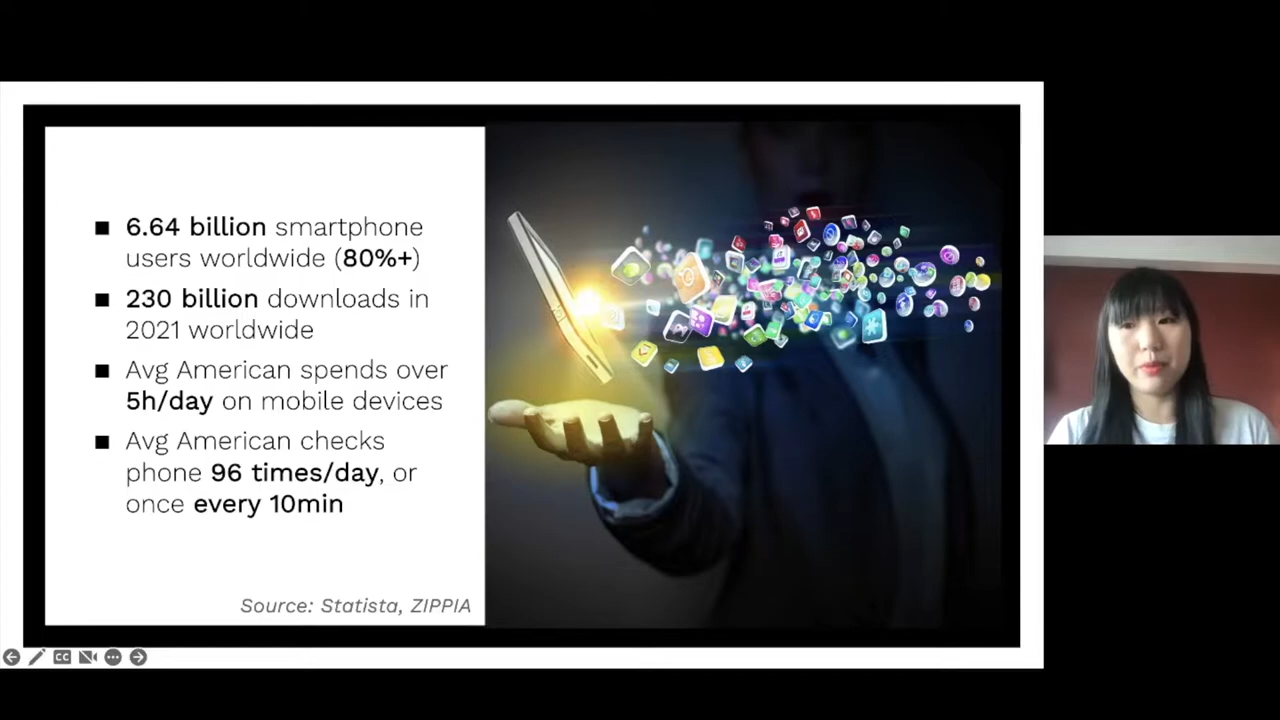 6.64 billion smartphone
users worldwide (80%+)
230 billion downloads in
2021 worldwide
Avg American spends over
5h/day on mobile devices
Avg American checks
phone 96 times/day, or
once every 10min
Source: Statista, ZIPPIA
CC